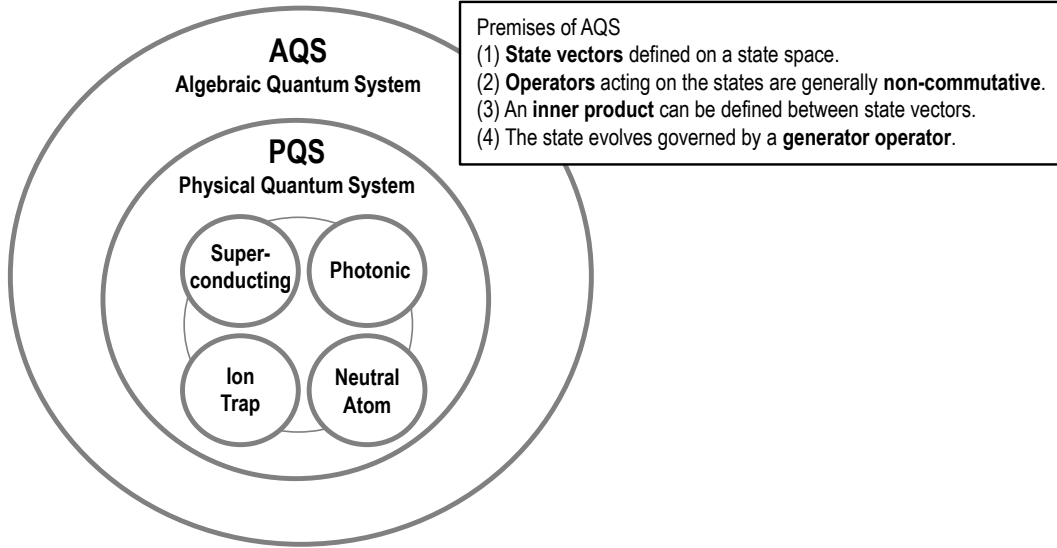 AQS
Algebraic Quantum System
Premises of AQS
(1) State vectors defined on a state space.
(2) Operators acting on the states are generally non-commutative.
(3) An inner product can be defined between state vectors.
(4) The state evolves governed by a generator operator.
PQS
Physical Quantum System
Super-
conducting
Photonic
Ion
Trap
Neutral
Atom